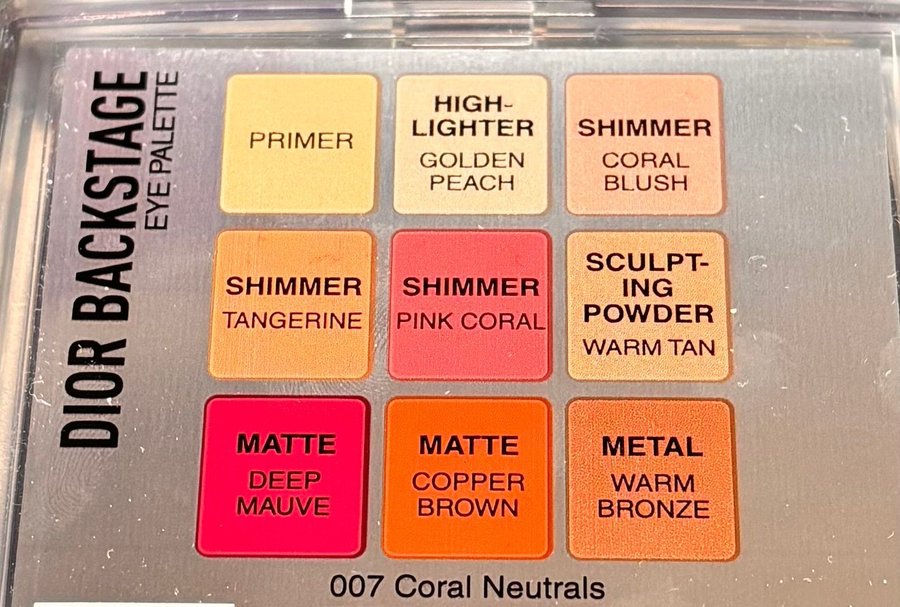 DIOR BACKSTAGE
EYE PALETTE
PRIMER
HIGH-
LIGHTER
GOLDEN
PEACH
SHIMMER
CORAL
BLUSH
SHIMMER
TANGERINE
SHIMMER
PINK CORAL
SCULPT-
ING
POWDER
WARM TAN
MATTE
DEEP
MAUVE
MATTE
COPPER
BROWN
METAL
WARM
BRONZE
007 Coral Neutrals